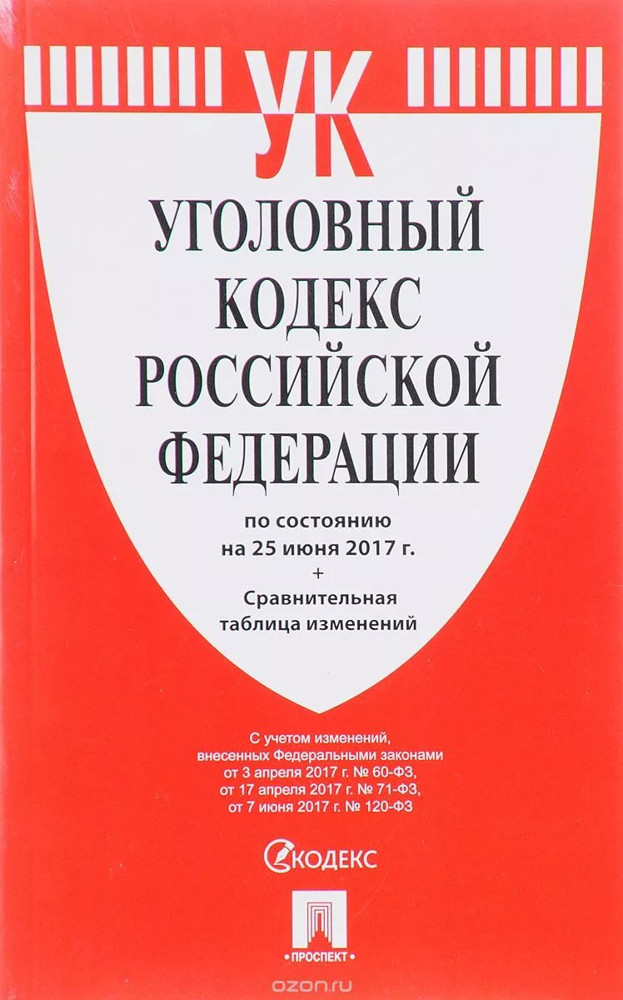 УК
УГОЛОВНЫЙ
КОДЕКС
РОССИЙСКОЙ
ФЕДЕРАЦИИ
по состоянию
на 25 июня 2017 г.
+
Сравнительная
таблица изменений
С учетом изменений,
внесенных Федеральными законами
от 3 апреля 2017 г. № 60-ФЗ,
от 17 апреля 2017 г. № 71-ФЗ,
от 7 июня 2017 г. № 120-ФЗ
КОДЕКС
• ПРОСПЕКТ •
ozon.ru